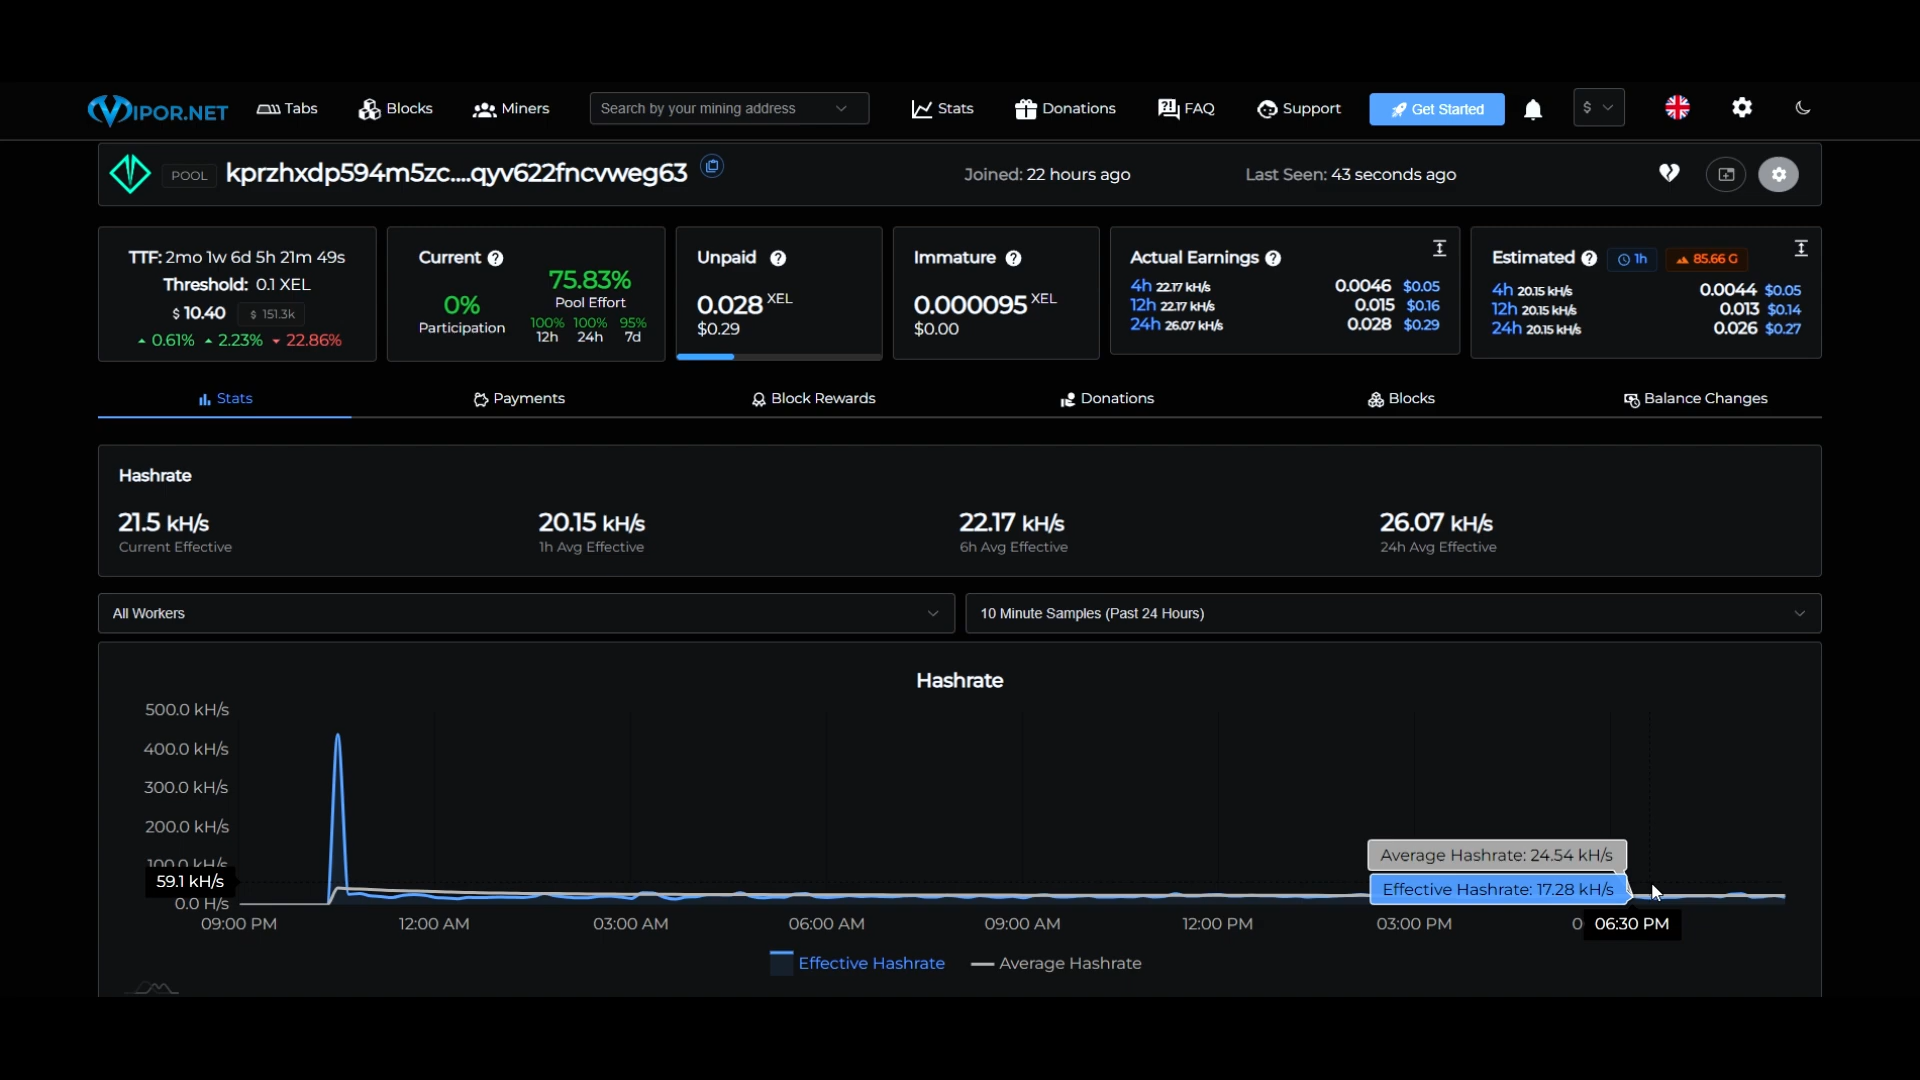 VIPOR.NET Tabs Blocks Miners Search by your mining address Stats Donations FAQ Support Get Started $
POOL kprzhxdp594m5zc....qyv622fncvweg63 Joined: 22 hours ago Last Seen: 43 seconds ago
TTF: 2mo 1w 6d 5h 21m 49s
Threshold: 0.1 XEL
$ 10.40 $ 151.3k
0.61% 2.23% 22.86%
Current ?
0%
Participation
75.83%
Pool Effort
100% 100% 95%
12h 24h 7d
Unpaid ?
0.028 XEL
$0.29
Immature ?
0.000095 XEL
$0.00
Actual Earnings ?
4h 22.17 kH/s 0.0046 $0.05
12h 22.17 kH/s 0.015 $0.16
24h 26.07 kH/s 0.028 $0.29
Estimated ? 1h 85.66 G
4h 20.15 kH/s 0.0044 $0.05
12h 20.15 kH/s 0.013 $0.14
24h 20.15 kH/s 0.026 $0.27
Stats Payments Block Rewards Donations Blocks Balance Changes
Hashrate
21.5 kH/s 20.15 kH/s 22.17 kH/s 26.07 kH/s
Current Effective 1h Avg Effective 6h Avg Effective 24h Avg Effective
All Workers 10 Minute Samples (Past 24 Hours)
Hashrate
500.0 kH/s
400.0 kH/s
300.0 kH/s
200.0 kH/s
100.0 kH/s
59.1 kH/s
0.0 H/s
Average Hashrate: 24.54 kH/s
Effective Hashrate: 17.28 kH/s
09:00 PM 12:00 AM 03:00 AM 06:00 AM 09:00 AM 12:00 PM 03:00 PM 0 06:30 PM
Effective Hashrate Average Hashrate